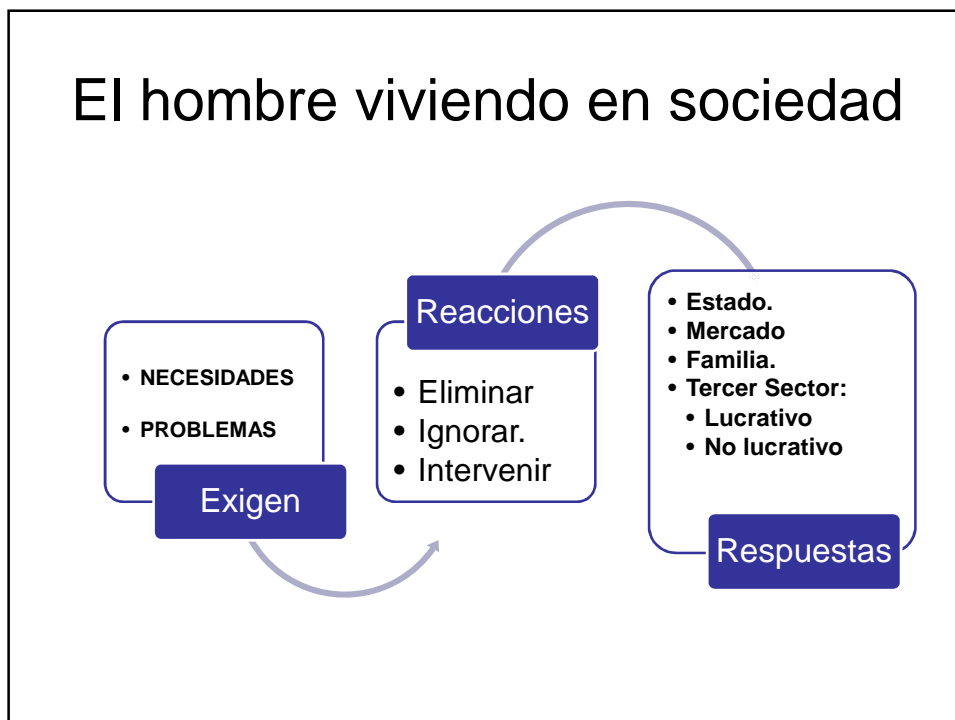 El hombre viviendo en sociedad
• NECESIDADES
• PROBLEMAS
Exigen
Reacciones
• Eliminar
• Ignorar.
• Intervenir
• Estado.
• Mercado
• Familia.
• Tercer Sector:
• Lucrativo
• No lucrativo
Respuestas